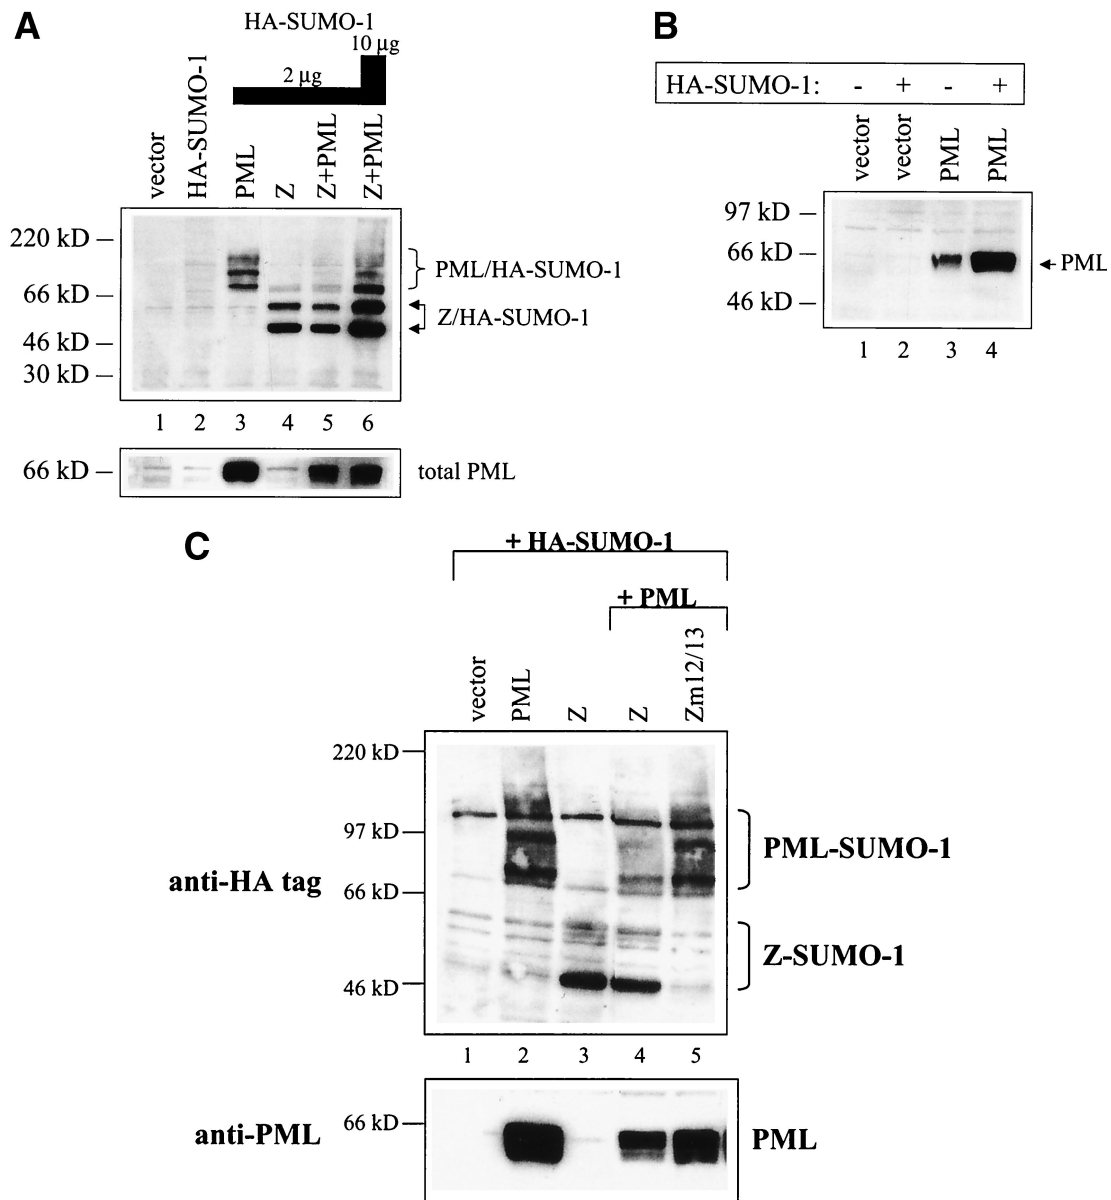 A
HA-SUMO-1
10 µg
2 µg
vector
HA-SUMO-1
PML
Z
Z+PML
Z+PML
220 kD
66 kD
46 kD
30 kD
PML/HA-SUMO-1
Z/HA-SUMO-1
1 2 3 4 5 6
66 kD
total PML
B
HA-SUMO-1: - + - +
vector
vector
PML
PML
97 kD
66 kD
46 kD
PML
1 2 3 4
C
+ HA-SUMO-1
+ PML
vector
PML
Z
Z
Zm12/13
220 kD
97 kD
66 kD
46 kD
anti-HA tag
PML-SUMO-1
Z-SUMO-1
1 2 3 4 5
66 kD
anti-PML
PML